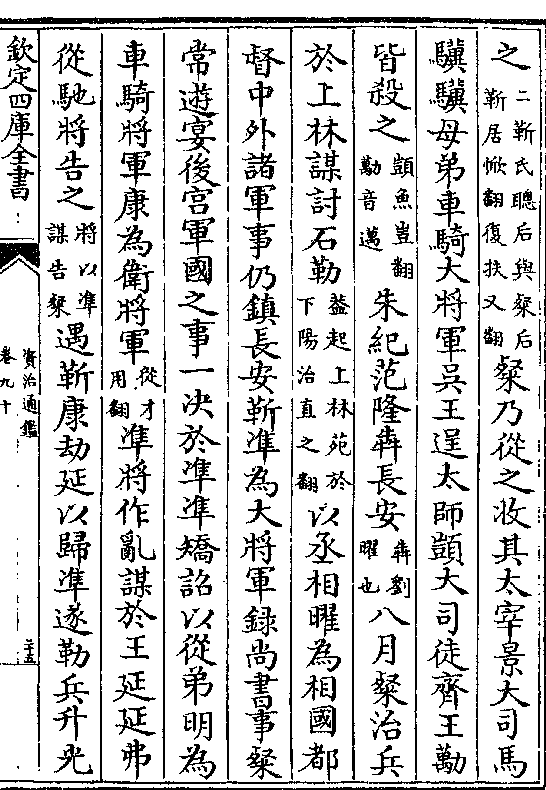 之二靳氏聰后與粲后靳居焮翻復扶又翻粲乃從之收其太宰景大司馬
驥驥母弟車騎大將軍吳王逞太師顗大司徒齊王勱
皆殺之顗魚豈翻勱音邁朱紀范隆犇長安犇劉曜也八月粲治兵
於上林謀討石勒蓋起上林苑於下陽治直之翻以丞相曜為相國都
督中外諸軍事仍鎮長安靳準為大將軍録尚書事粲
常遊宴後宮軍國之事一決於準準矯詔以從弟明為
車騎將軍康為衛將軍從才用翻準將作亂謀於王延延弗
從馳將告之將以準謀告粲遇靳康劫延以歸準遂勒兵升光
欽定四庫全書
資治通鑑
卷九十
二十五